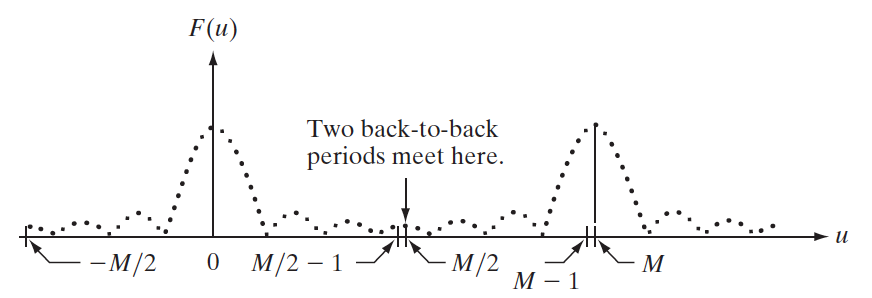 F(u)
Two back-to-back
periods meet here.
u
−M/2
0
M/2 − 1
M/2
M − 1
M